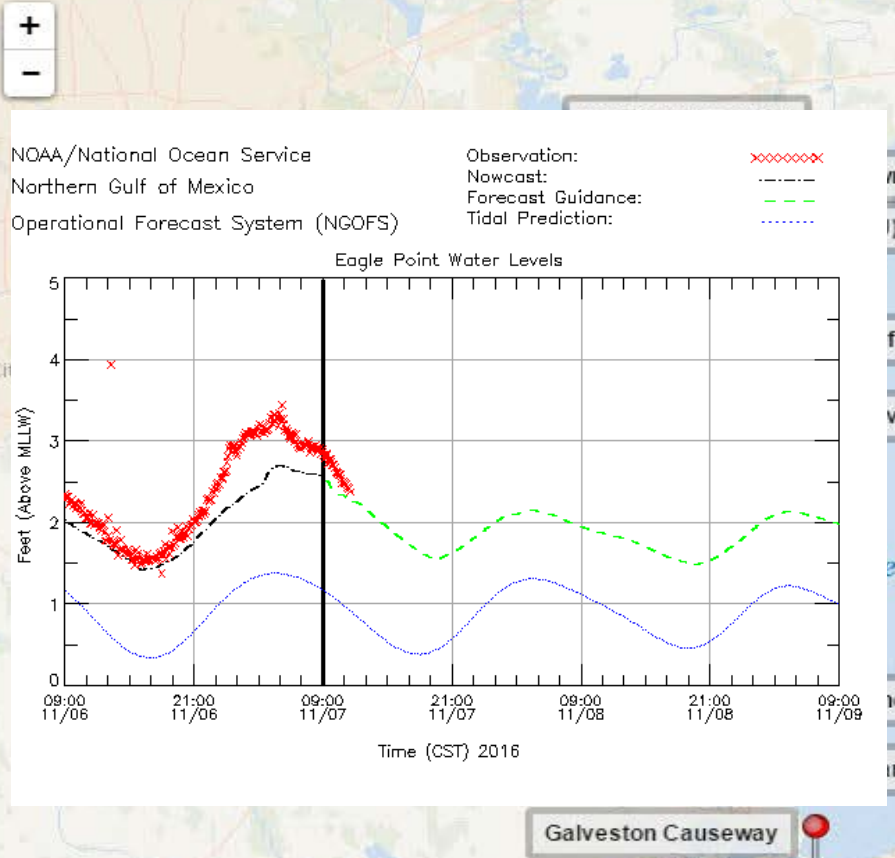 +
−
NOAA/National Ocean Service
Northern Gulf of Mexico
Operational Forecast System (NGOFS)
Observation:
Nowcast:
Forecast Guidance:
Tidal Prediction:
Eagle Point Water Levels
5
4
3
2
1
0
Feet (Above MLLW)
09:00 21:00 09:00 21:00 09:00 21:00 09:00
11/06 11/06 11/07 11/07 11/08 11/08 11/09
Time (CST) 2016
Galveston Causeway